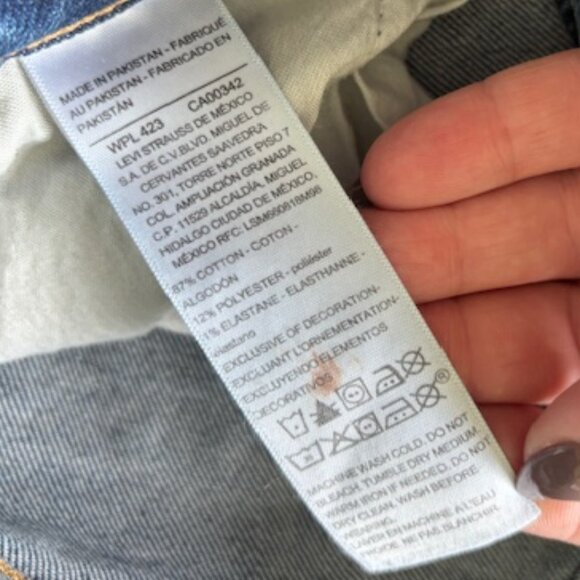 MADE IN PAKISTAN - FABRIQUÉ
AU PAKISTAN - FABRICADO EN
PAKISTÁN
WPL 423 CA00342
LEVI STRAUSS DE MÉXICO
S.A. DE C.V. BLVD. MIGUEL DE
CERVANTES SAAVEDRA
NO. 301, TORRE NORTE PISO 7
COL. AMPLIACIÓN GRANADA
C.P. 11529 ALCALDÍA, MIGUEL
HIDALGO CIUDAD DE MÉXICO,
MÉXICO RFC: LSM660818M98
87% COTTON - COTON -
ALGODÓN
12% POLYESTER - poliéster
1% ELASTANE - ELASTHANNE -
elastano
EXCLUSIVE OF DECORATION-
EXCLUANT L'ORNEMENTATION-
EXCLUYENDO ELEMENTOS
DECORATIVOS
MACHINE WASH COLD. DO NOT
BLEACH. TUMBLE DRY MEDIUM.
WARM IRON IF NEEDED. DO NOT
DRY CLEAN. WASH BEFORE
WEARING.
LAVER EN MACHINE À L'EAU
FROIDE. NE PAS BLANCHIR.